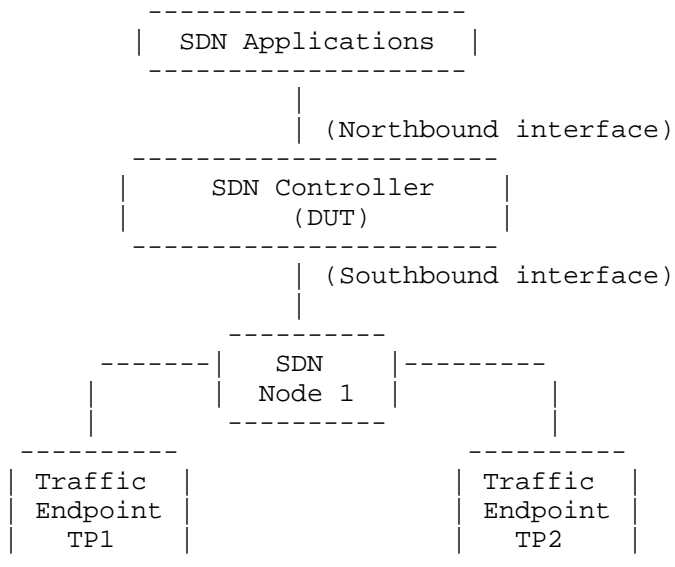 SDN Applications
(Northbound interface)
SDN Controller
(DUT)
(Southbound interface)
SDN
Node 1
Traffic Traffic
Endpoint Endpoint
TP1 TP2